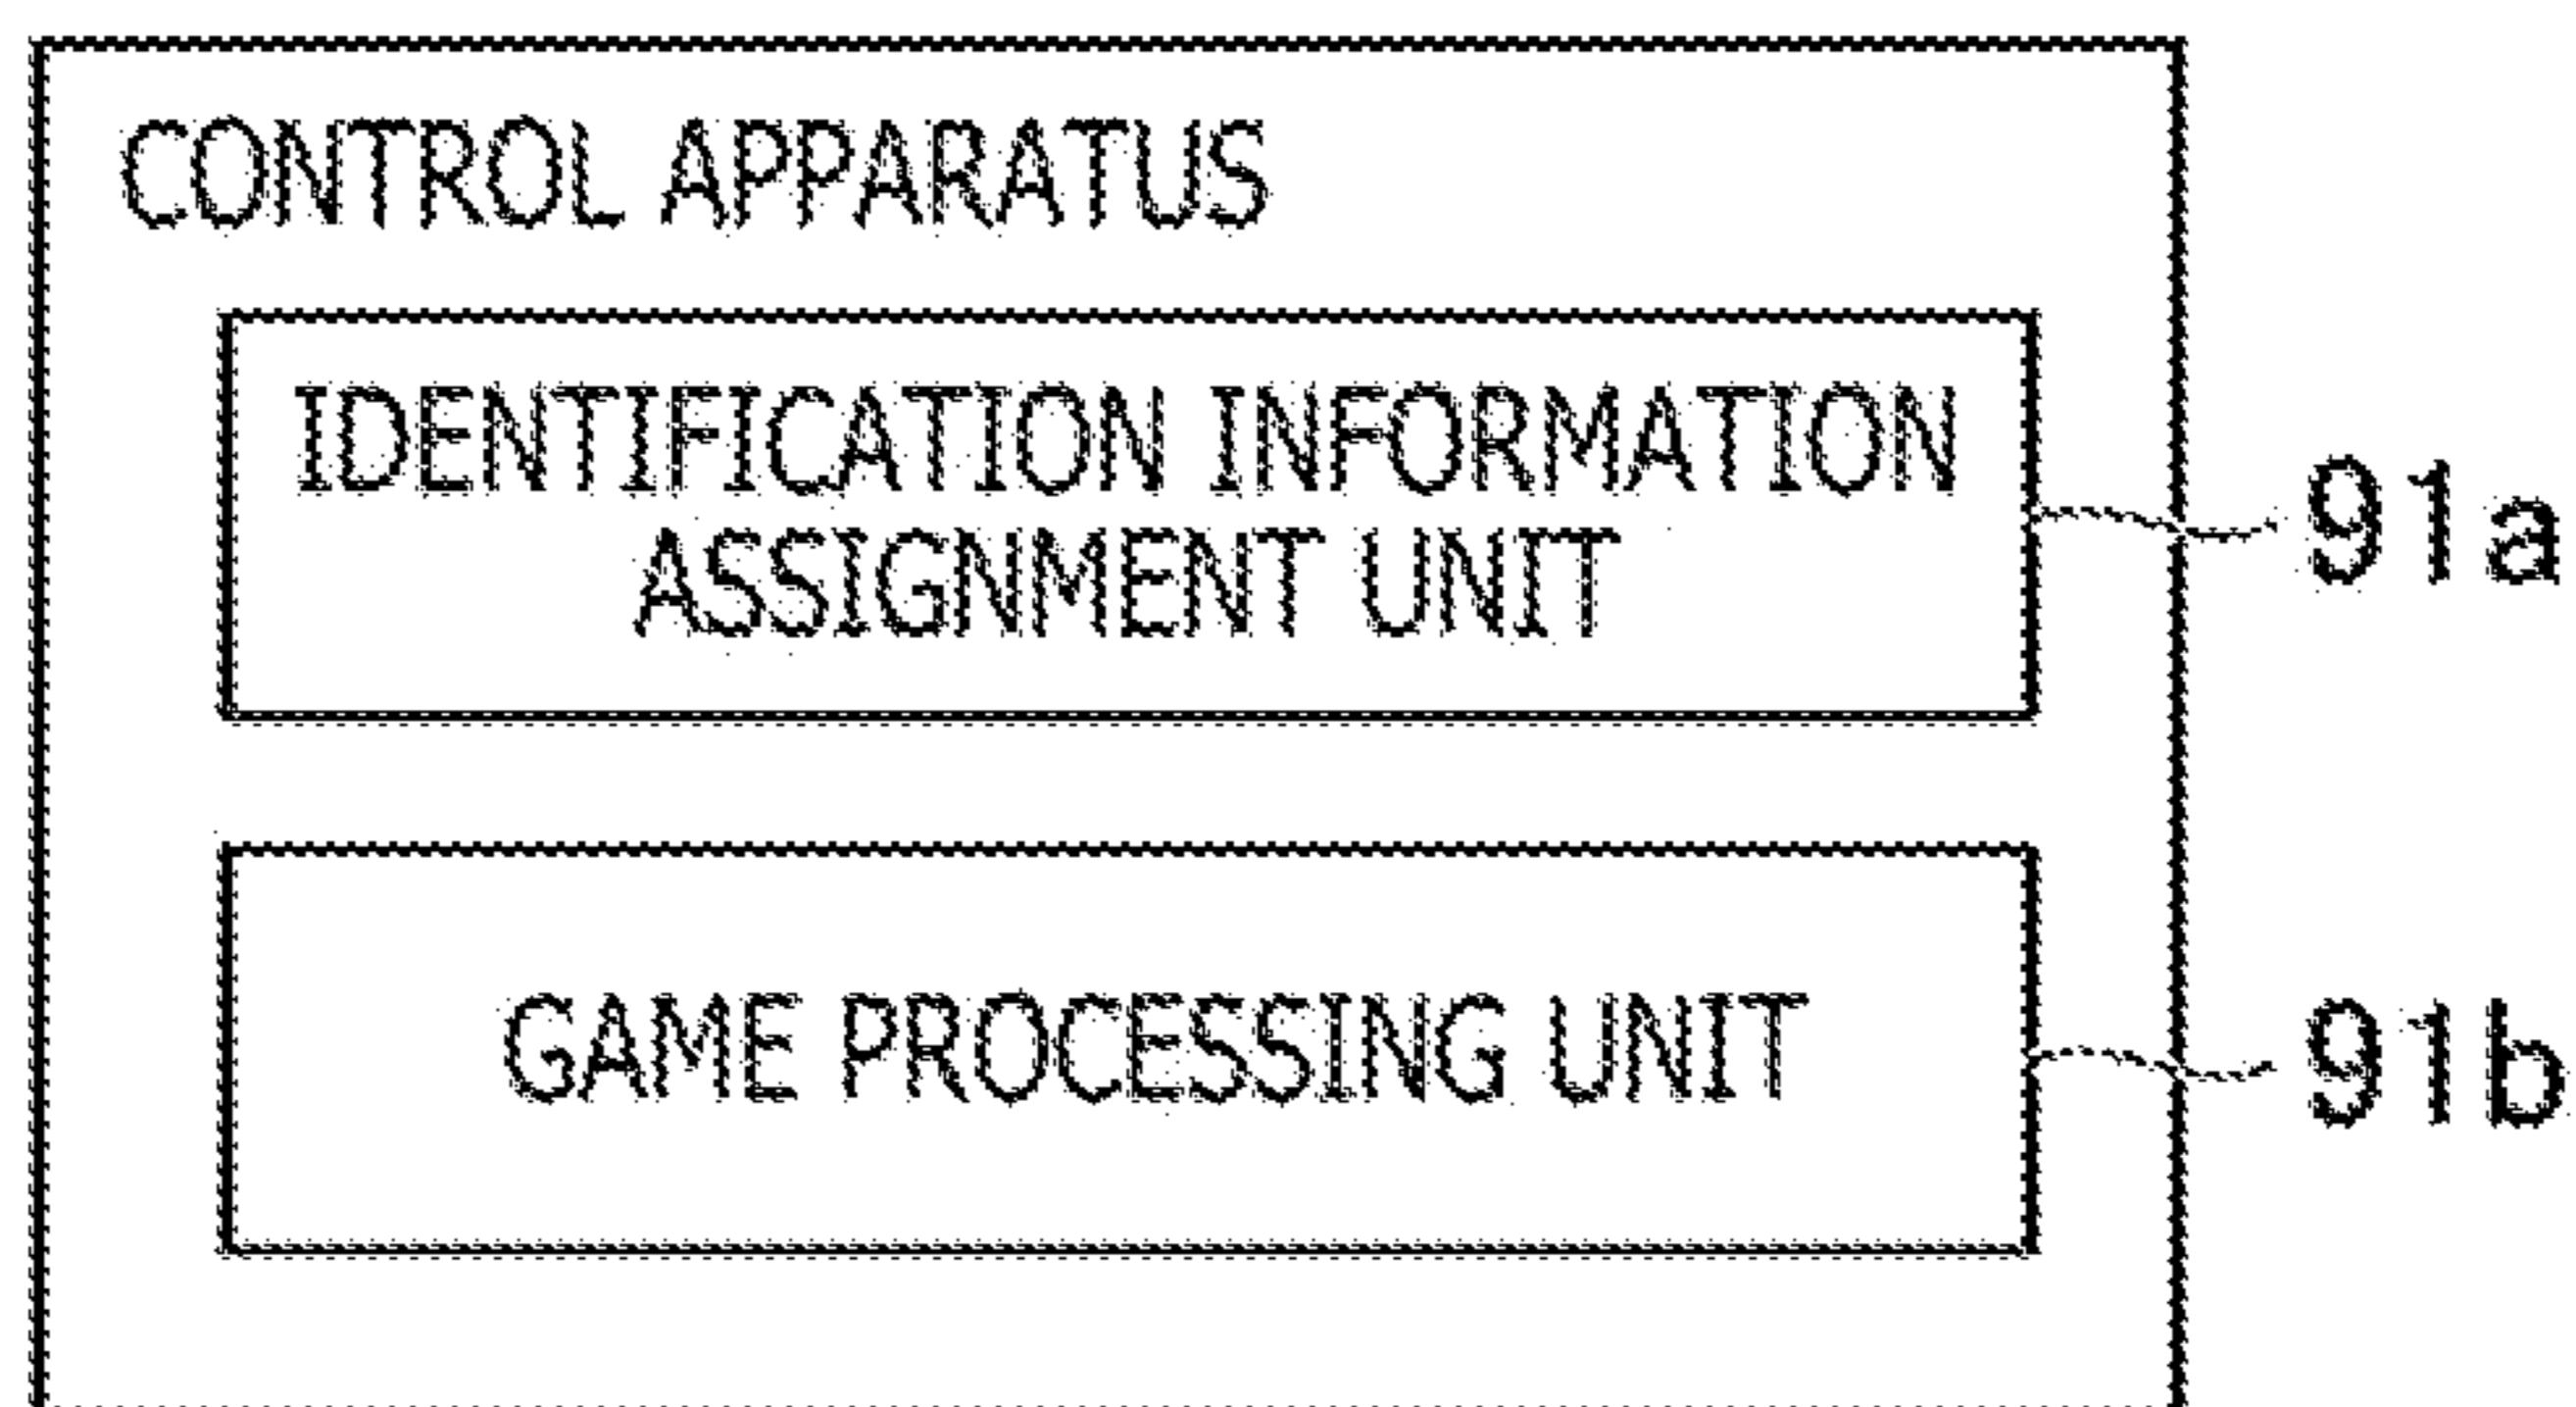 CONTROL APPARATUS
IDENTIFICATION INFORMATION
ASSIGNMENT UNIT
91a
GAME PROCESSING UNIT
91b